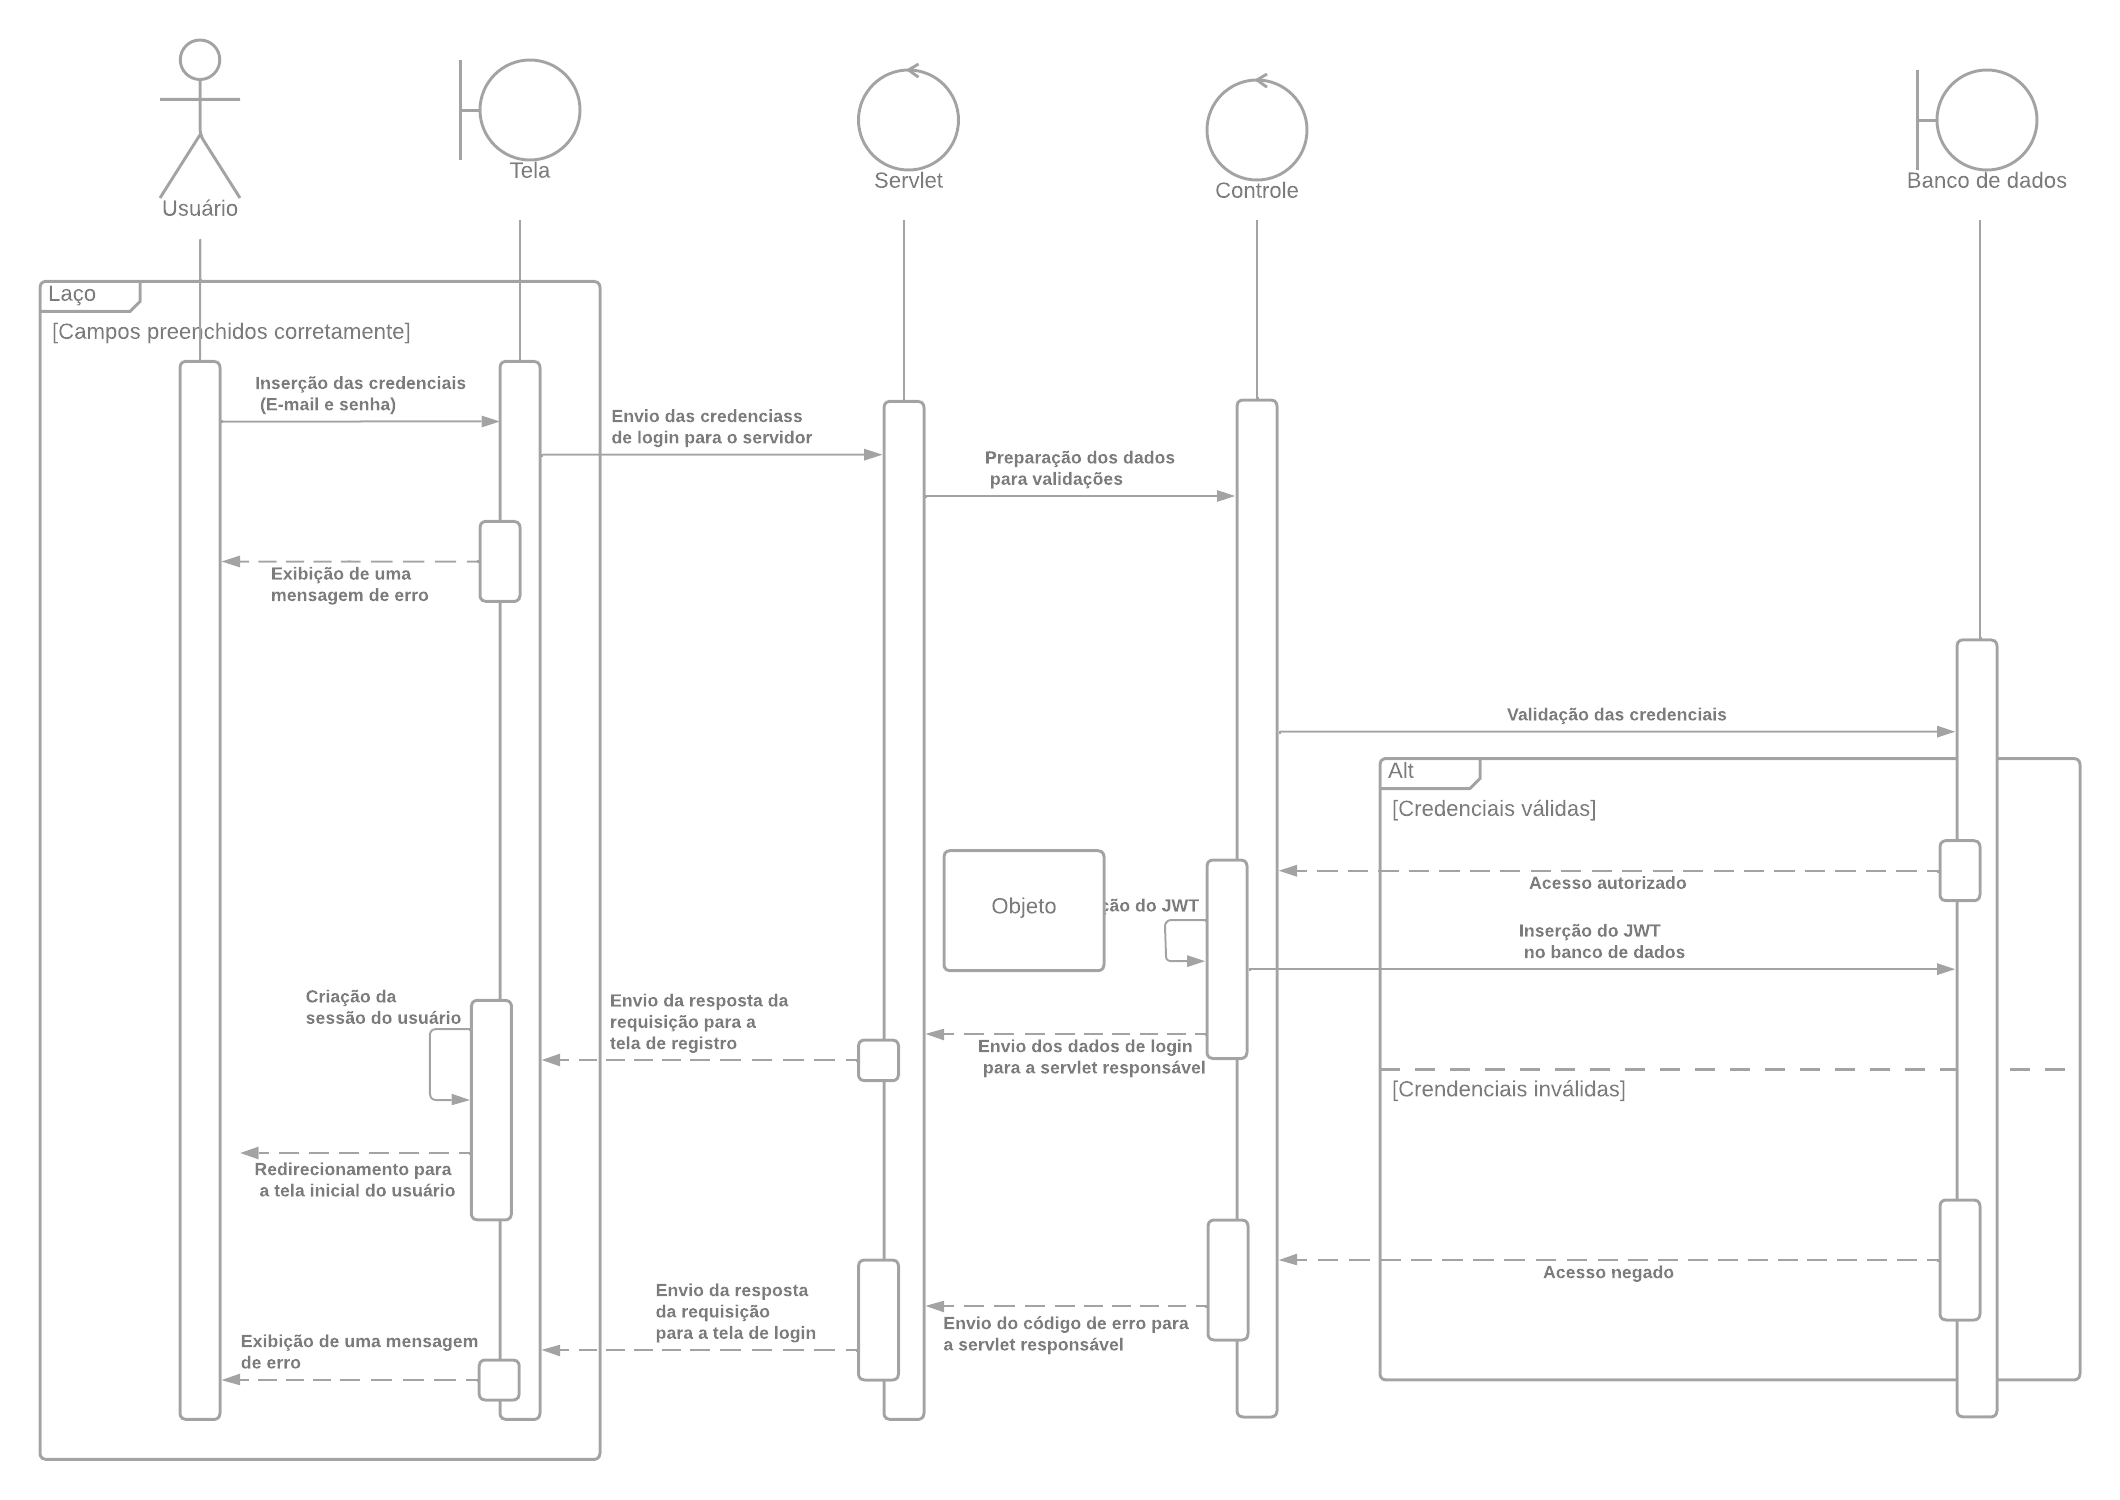 Usuário
Tela
Servlet
Controle
Banco de dados
Laço
[Campos preenchidos corretamente]
Inserção das credenciais
(E-mail e senha)
Envio das credenciass
de login para o servidor
Preparação dos dados
para validações
Exibição de uma
mensagem de erro
Validação das credenciais
Alt
[Credenciais válidas]
Acesso autorizado
Objeto
do JWT
Inserção do JWT
no banco de dados
Criação da
sessão do usuário
Envio da resposta da
requisição para a
tela de registro
Envio dos dados de login
para a servlet responsável
[Crendenciais inválidas]
Redirecionamento para
a tela inicial do usuário
Acesso negado
Envio da resposta
da requisição
para a tela de login
Envio do código de erro para
a servlet responsável
Exibição de uma mensagem
de erro